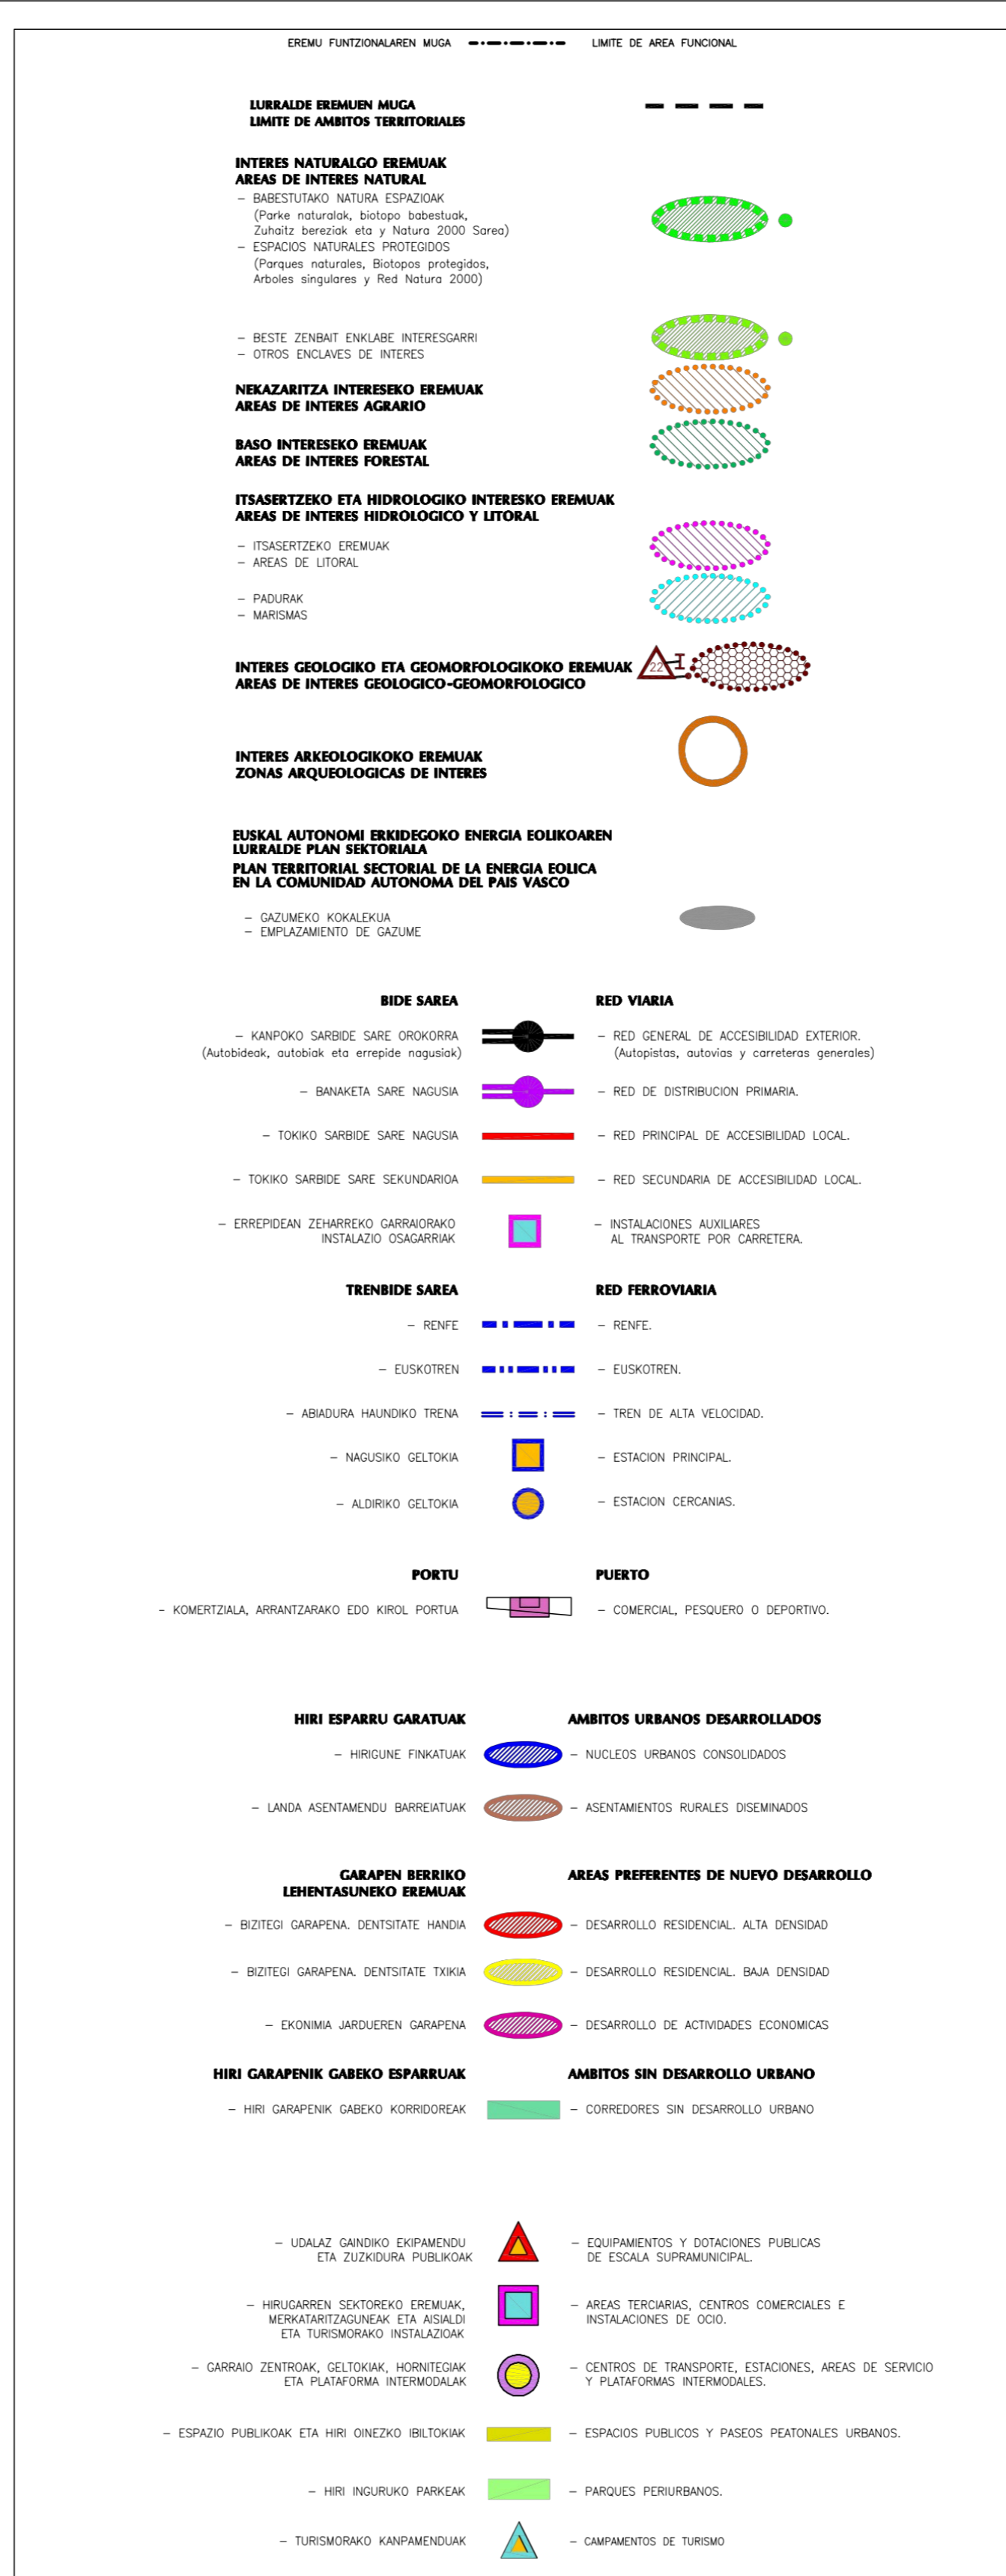 EREMU FUNTZIONALAREN MUGA LIMITE DE AREA FUNCIONAL
LURRALDE EREMUEN MUGA
LIMITE DE AMBITOS TERRITORIALES
INTERES NATURALGO EREMUAK
AREAS DE INTERES NATURAL
– BABESTUTAKO NATURA ESPAZIOAK
(Parke naturalak, biotopo babestuak,
Zuhaitz bereziak eta y Natura 2000 Sarea)
– ESPACIOS NATURALES PROTEGIDOS
(Parques naturales, Biotopos protegidos,
Arboles singulares y Red Natura 2000)
– BESTE ZENBAIT ENKLABE INTERESGARRI
– OTROS ENCLAVES DE INTERES
NEKAZARITZA INTERESEKO EREMUAK
AREAS DE INTERES AGRARIO
BASO INTERESEKO EREMUAK
AREAS DE INTERES FORESTAL
ITSASERTZEKO ETA HIDROLOGIKO INTERESKO EREMUAK
AREAS DE INTERES HIDROLOGICO Y LITORAL
– ITSASERTZEKO EREMUAK
– AREAS DE LITORAL
– PADURAK
– MARISMAS
INTERES GEOLOGIKO ETA GEOMORFOLOGIKOKO EREMUAK 22
AREAS DE INTERES GEOLOGICO-GEOMORFOLOGICO
INTERES ARKEOLOGIKOKO EREMUAK
ZONAS ARQUEOLOGICAS DE INTERES
EUSKAL AUTONOMI ERKIDEGOKO ENERGIA EOLIKOAREN
LURRALDE PLAN SEKTORIALA
PLAN TERRITORIAL SECTORIAL DE LA ENERGIA EOLICA
EN LA COMUNIDAD AUTONOMA DEL PAIS VASCO
– GAZUMEKO KOKALEKUA
– EMPLAZAMIENTO DE GAZUME
BIDE SAREA RED VIARIA
– KANPOKO SARBIDE SARE OROKORRA – RED GENERAL DE ACCESIBILIDAD EXTERIOR.
(Autobideak, autobiak eta errepide nagusiak) (Autopistas, autovias y carreteras generales)
– BANAKETA SARE NAGUSIA – RED DE DISTRIBUCION PRIMARIA.
– TOKIKO SARBIDE SARE NAGUSIA – RED PRINCIPAL DE ACCESIBILIDAD LOCAL.
– TOKIKO SARBIDE SARE SEKUNDARIOA – RED SECUNDARIA DE ACCESIBILIDAD LOCAL.
– ERREPIDEAN ZEHARREKO GARRAIORAKO – INSTALACIONES AUXILIARES
INSTALAZIO OSAGARRIAK AL TRANSPORTE POR CARRETERA.
TRENBIDE SAREA RED FERROVIARIA
– RENFE – RENFE.
– EUSKOTREN – EUSKOTREN.
– ABIADURA HAUNDIKO TRENA – TREN DE ALTA VELOCIDAD.
– NAGUSIKO GELTOKIA – ESTACION PRINCIPAL.
– ALDIRIKO GELTOKIA – ESTACION CERCANIAS.
PORTU PUERTO
– KOMERTZIALA, ARRANTZARAKO EDO KIROL PORTUA – COMERCIAL, PESQUERO O DEPORTIVO.
HIRI ESPARRU GARATUAK AMBITOS URBANOS DESARROLLADOS
– HIRIGUNE FINKATUAK – NUCLEOS URBANOS CONSOLIDADOS
– LANDA ASENTAMENDU BARREIATUAK – ASENTAMIENTOS RURALES DISEMINADOS
GARAPEN BERRIKO AREAS PREFERENTES DE NUEVO DESARROLLO
LEHENTASUNEKO EREMUAK
– BIZITEGI GARAPENA. DENTSITATE HANDIA – DESARROLLO RESIDENCIAL. ALTA DENSIDAD
– BIZITEGI GARAPENA. DENTSITATE TXIKIA – DESARROLLO RESIDENCIAL. BAJA DENSIDAD
– EKONIMIA JARDUEREN GARAPENA – DESARROLLO DE ACTIVIDADES ECONOMICAS
HIRI GARAPENIK GABEKO ESPARRUAK AMBITOS SIN DESARROLLO URBANO
– HIRI GARAPENIK GABEKO KORRIDOREAK – CORREDORES SIN DESARROLLO URBANO
– UDALAZ GAINDIKO EKIPAMENDU – EQUIPAMIENTOS Y DOTACIONES PUBLICAS
ETA ZUZKIDURA PUBLIKOAK DE ESCALA SUPRAMUNICIPAL.
– HIRUGARREN SEKTOREKO EREMUAK, – AREAS TERCIARIAS, CENTROS COMERCIALES E
MERKATARITZAGUNEAK ETA AISIALDI INSTALACIONES DE OCIO.
ETA TURISMORAKO INSTALAZIOAK
– GARRAIO ZENTROAK, GELTOKIAK, HORNITEGIAK – CENTROS DE TRANSPORTE, ESTACIONES, AREAS DE SERVICIO
ETA PLATAFORMA INTERMODALAK Y PLATAFORMAS INTERMODALES.
– ESPAZIO PUBLIKOAK ETA HIRI OINEZKO IBILTOKIAK – ESPACIOS PUBLICOS Y PASEOS PEATONALES URBANOS.
– HIRI INGURUKO PARKEAK – PARQUES PERIURBANOS.
– TURISMORAKO KANPAMENDUAK – CAMPAMENTOS DE TURISMO